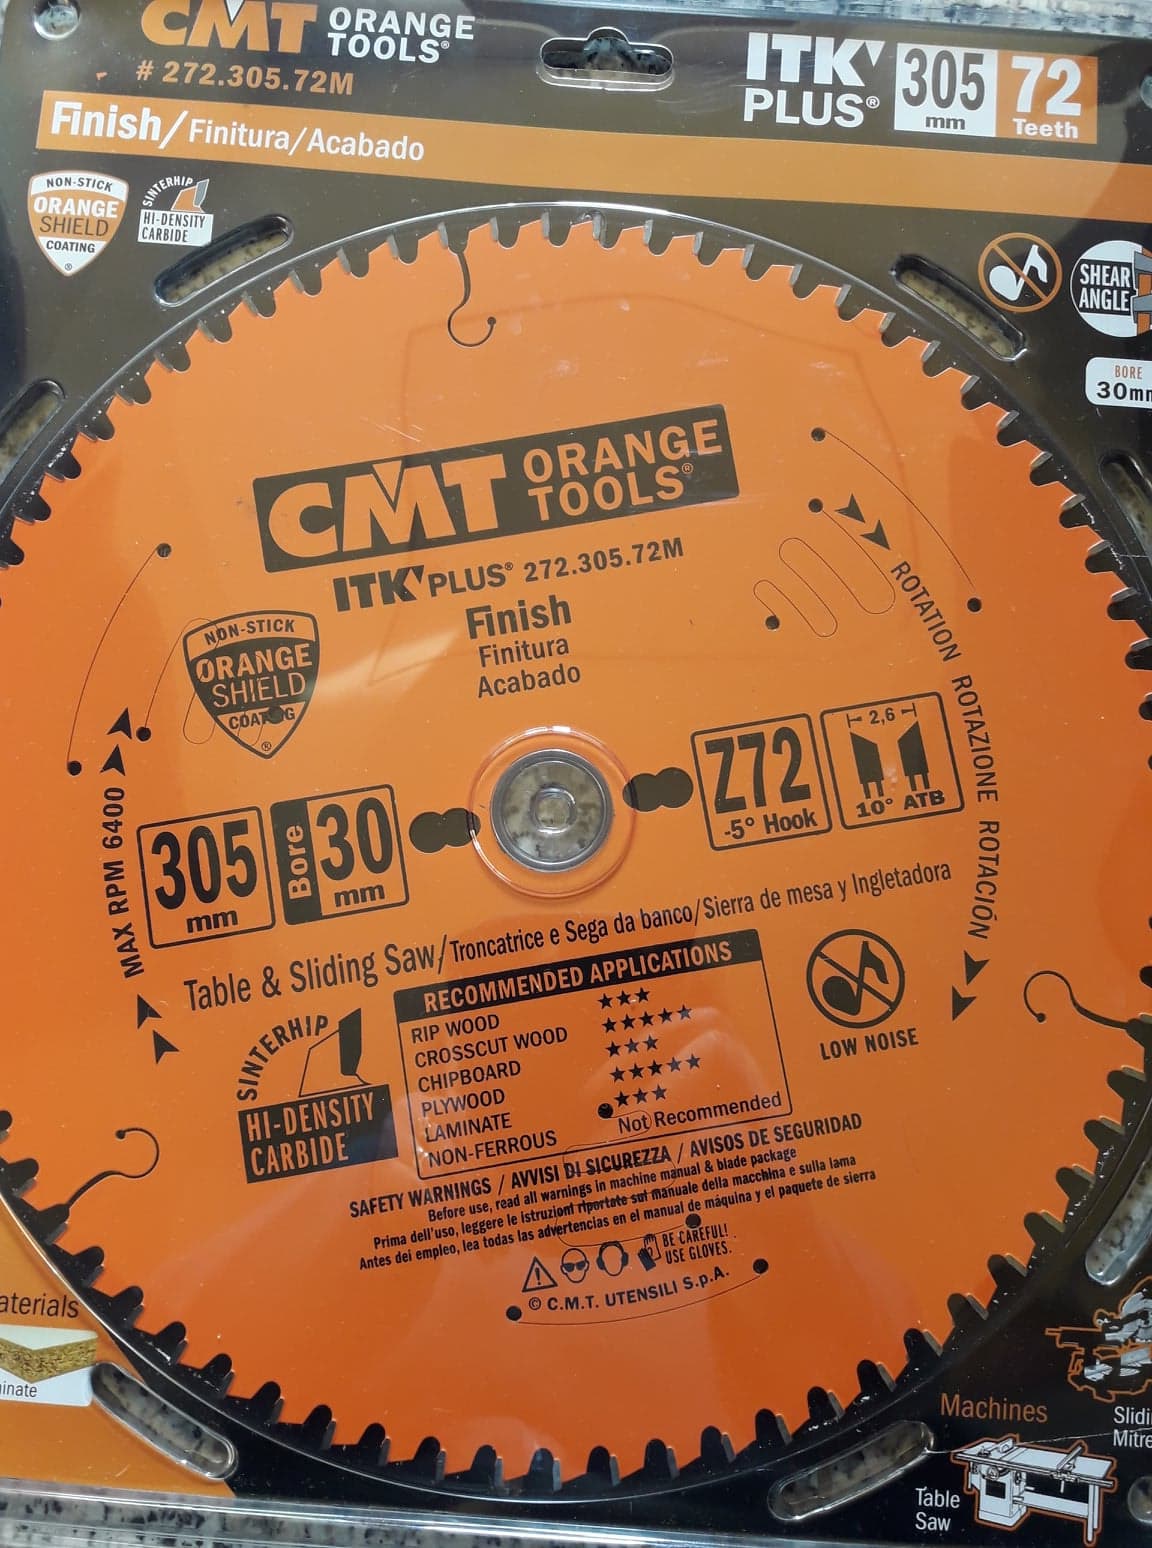 CMT ORANGE TOOLS®
# 272.305.72M
ITK' PLUS®
305 mm
72 Teeth
Finish/Finitura/Acabado
NON-STICK
ORANGE
SHIELD
COATING
®
SINTERHIP
HI-DENSITY
CARBIDE
SHEAR
ANGLE
BORE
30mm
CMT ORANGE TOOLS®
ITK' PLUS® 272.305.72M
Finish
Finitura
Acabado
NON-STICK
ORANGE
SHIELD
COATING
®
ROTATION ROTAZIONE ROTACIÓN
MAX RPM 6400
305
mm
Bore 30
mm
Z72
-5° Hook
2,6
10° ATB
Table & Sliding Saw/Troncatrice e Sega da banco/Sierra de mesa y Ingletadora
SINTERHIP
HI-DENSITY
CARBIDE
RECOMMENDED APPLICATIONS
RIP WOOD ★★★
CROSSCUT WOOD ★★★★★
CHIPBOARD ★★★
PLYWOOD ★★★★★
LAMINATE ★★★
NON-FERROUS Not Recommended
LOW NOISE
SAFETY WARNINGS / AVVISI DI SICUREZZA / AVISOS DE SEGURIDAD
Before use, read all warnings in machine manual & blade package
Prima dell'uso, leggere le istruzioni riportate sul manuale della macchina e sulla lama
Antes del empleo, lea todas las advertencias en el manual de máquina y el paquete de sierra
BE CAREFUL!
USE GLOVES.
© C.M.T. UTENSILI S.p.A.
aterials
inate
Machines
Slidi
Mitre
Table
Saw